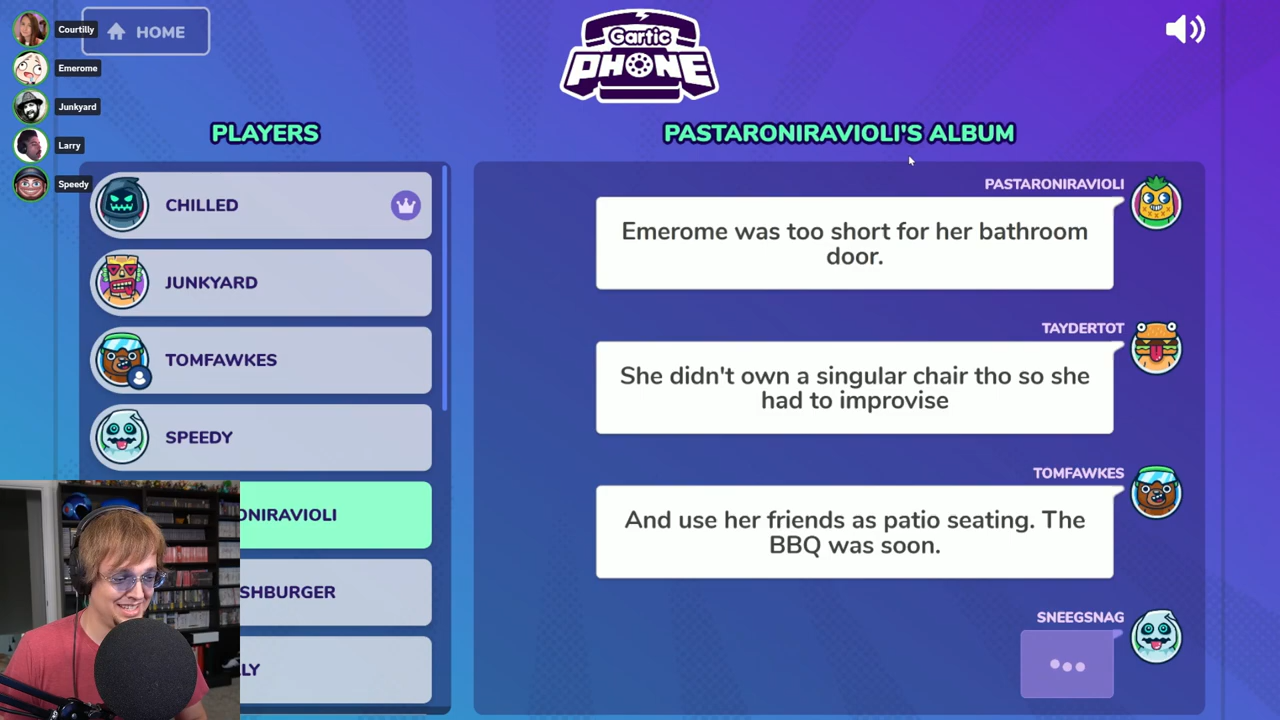 Courtilly
Emerome
Junkyard
Larry
Speedy
HOME
Gartic
PHONE
PLAYERS
CHILLED
JUNKYARD
TOMFAWKES
SPEEDY
ONIRAVIOLI
SHBURGER
LY
PASTARONIRAVIOLI'S ALBUM
PASTARONIRAVIOLI
Emerome was too short for her bathroom
door.
TAYDERTOT
She didn't own a singular chair tho so she
had to improvise
TOMFAWKES
And use her friends as patio seating. The
BBQ was soon.
SNEEGSNAG